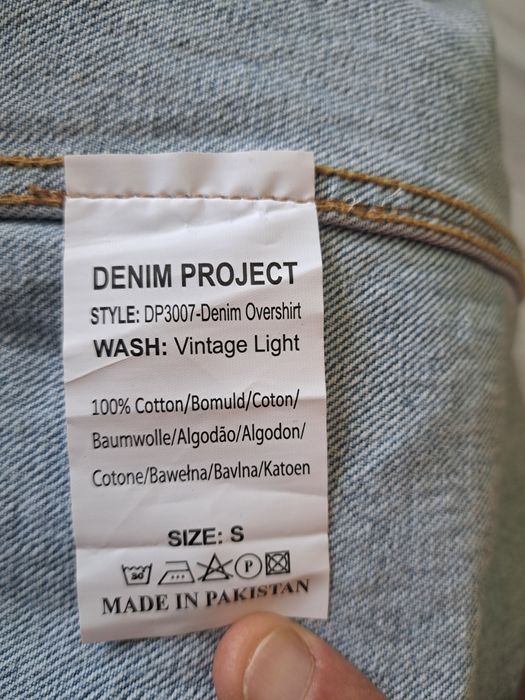 DENIM PROJECT
STYLE: DP3007-Denim Overshirt
WASH: Vintage Light
100% Cotton/Bomuld/Coton/
Baumwolle/Algodão/Algodon/
Cotone/Bawełna/Bavlna/Katoen
SIZE: S
30 P
MADE IN PAKISTAN